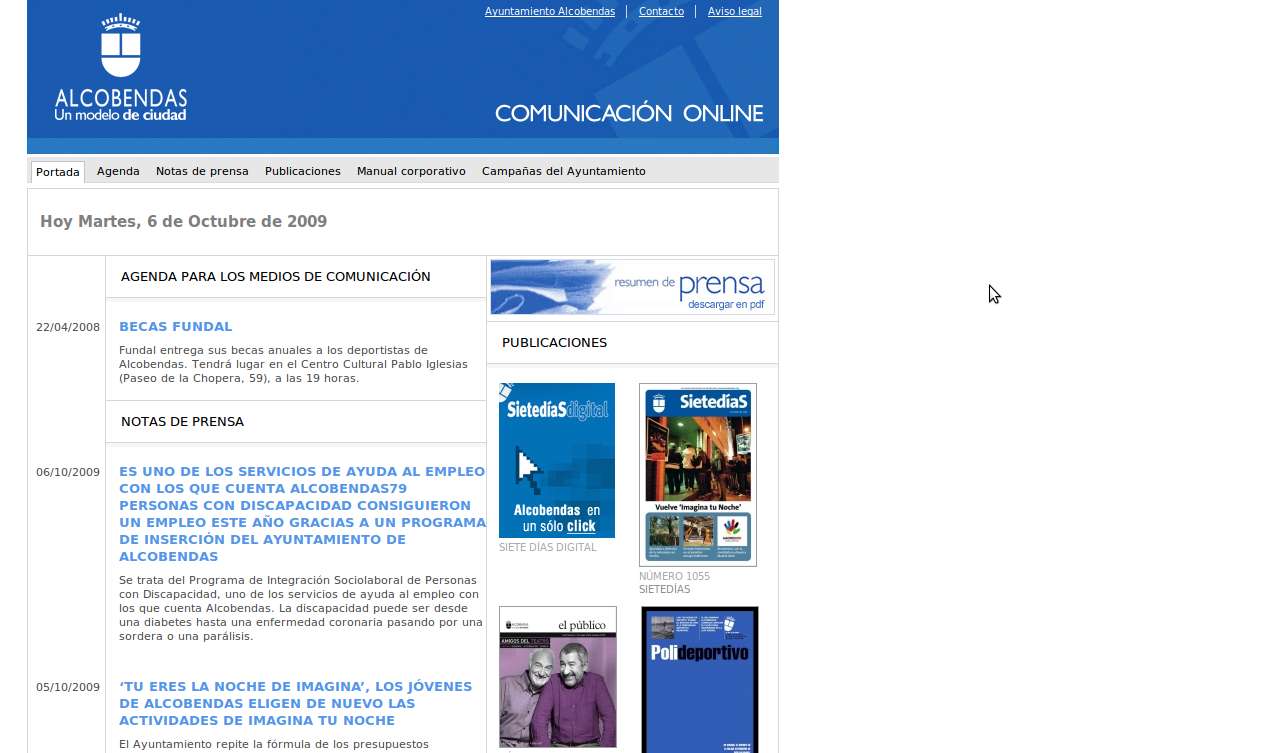 Ayuntamiento Alcobendas
Contacto
Aviso legal
ALCOBENDAS
Un modelo de ciudad
COMUNICACIÓN ONLINE
Portada
Agenda
Notas de prensa
Publicaciones
Manual corporativo
Campañas del Ayuntamiento
Hoy Martes, 6 de Octubre de 2009
AGENDA PARA LOS MEDIOS DE COMUNICACIÓN
22/04/2008
BECAS FUNDAL
Fundal entrega sus becas anuales a los deportistas de
Alcobendas. Tendrá lugar en el Centro Cultural Pablo Iglesias
(Paseo de la Chopera, 59), a las 19 horas.
NOTAS DE PRENSA
06/10/2009
ES UNO DE LOS SERVICIOS DE AYUDA AL EMPLEO
CON LOS QUE CUENTA ALCOBENDAS79
PERSONAS CON DISCAPACIDAD CONSIGUIERON
UN EMPLEO ESTE AÑO GRACIAS A UN PROGRAMA
DE INSERCIÓN DEL AYUNTAMIENTO DE
ALCOBENDAS
Se trata del Programa de Integración Sociolaboral de Personas
con Discapacidad, uno de los servicios de ayuda al empleo con
los que cuenta Alcobendas. La discapacidad puede ser desde
una diabetes hasta una enfermedad coronaria pasando por una
sordera o una parálisis.
05/10/2009
‘TU ERES LA NOCHE DE IMAGINA’, LOS JÓVENES
DE ALCOBENDAS ELIGEN DE NUEVO LAS
ACTIVIDADES DE IMAGINA TU NOCHE
El Ayuntamiento repite la fórmula de los presupuestos
resumen de prensa
descargar en pdf
PUBLICACIONES
SietedíaSdigital
Alcobendas en
un sólo click
SIETE DÍAS DIGITAL
SietedíaS
Vuelve 'Imagina tu Noche'
NÚMERO 1055
SIETEDÍAS
el público
AMIGOS DEL TEATRO
Polideportivo